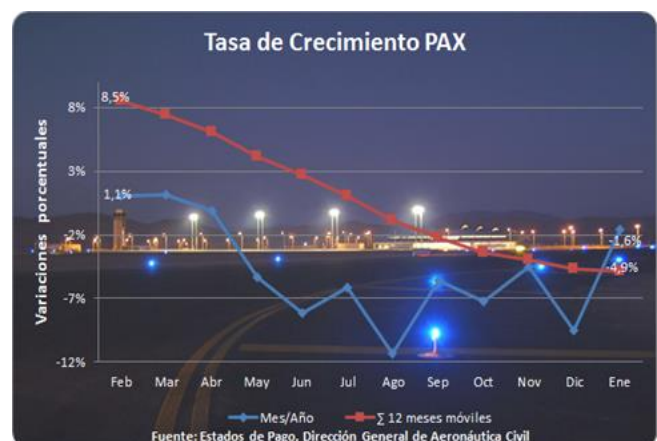 Tasa de Crecimiento PAX
Variaciones porcentuales
8%
3%
-2%
-7%
-12%
8,5%
1,1%
-1,6%
-4,9%
Feb Mar Abr May Jun Jul Ago Sep Oct Nov Dic Ene
Mes/Año ∑ 12 meses móviles
Fuente: Estados de Pago, Dirección General de Aeronáutica Civil